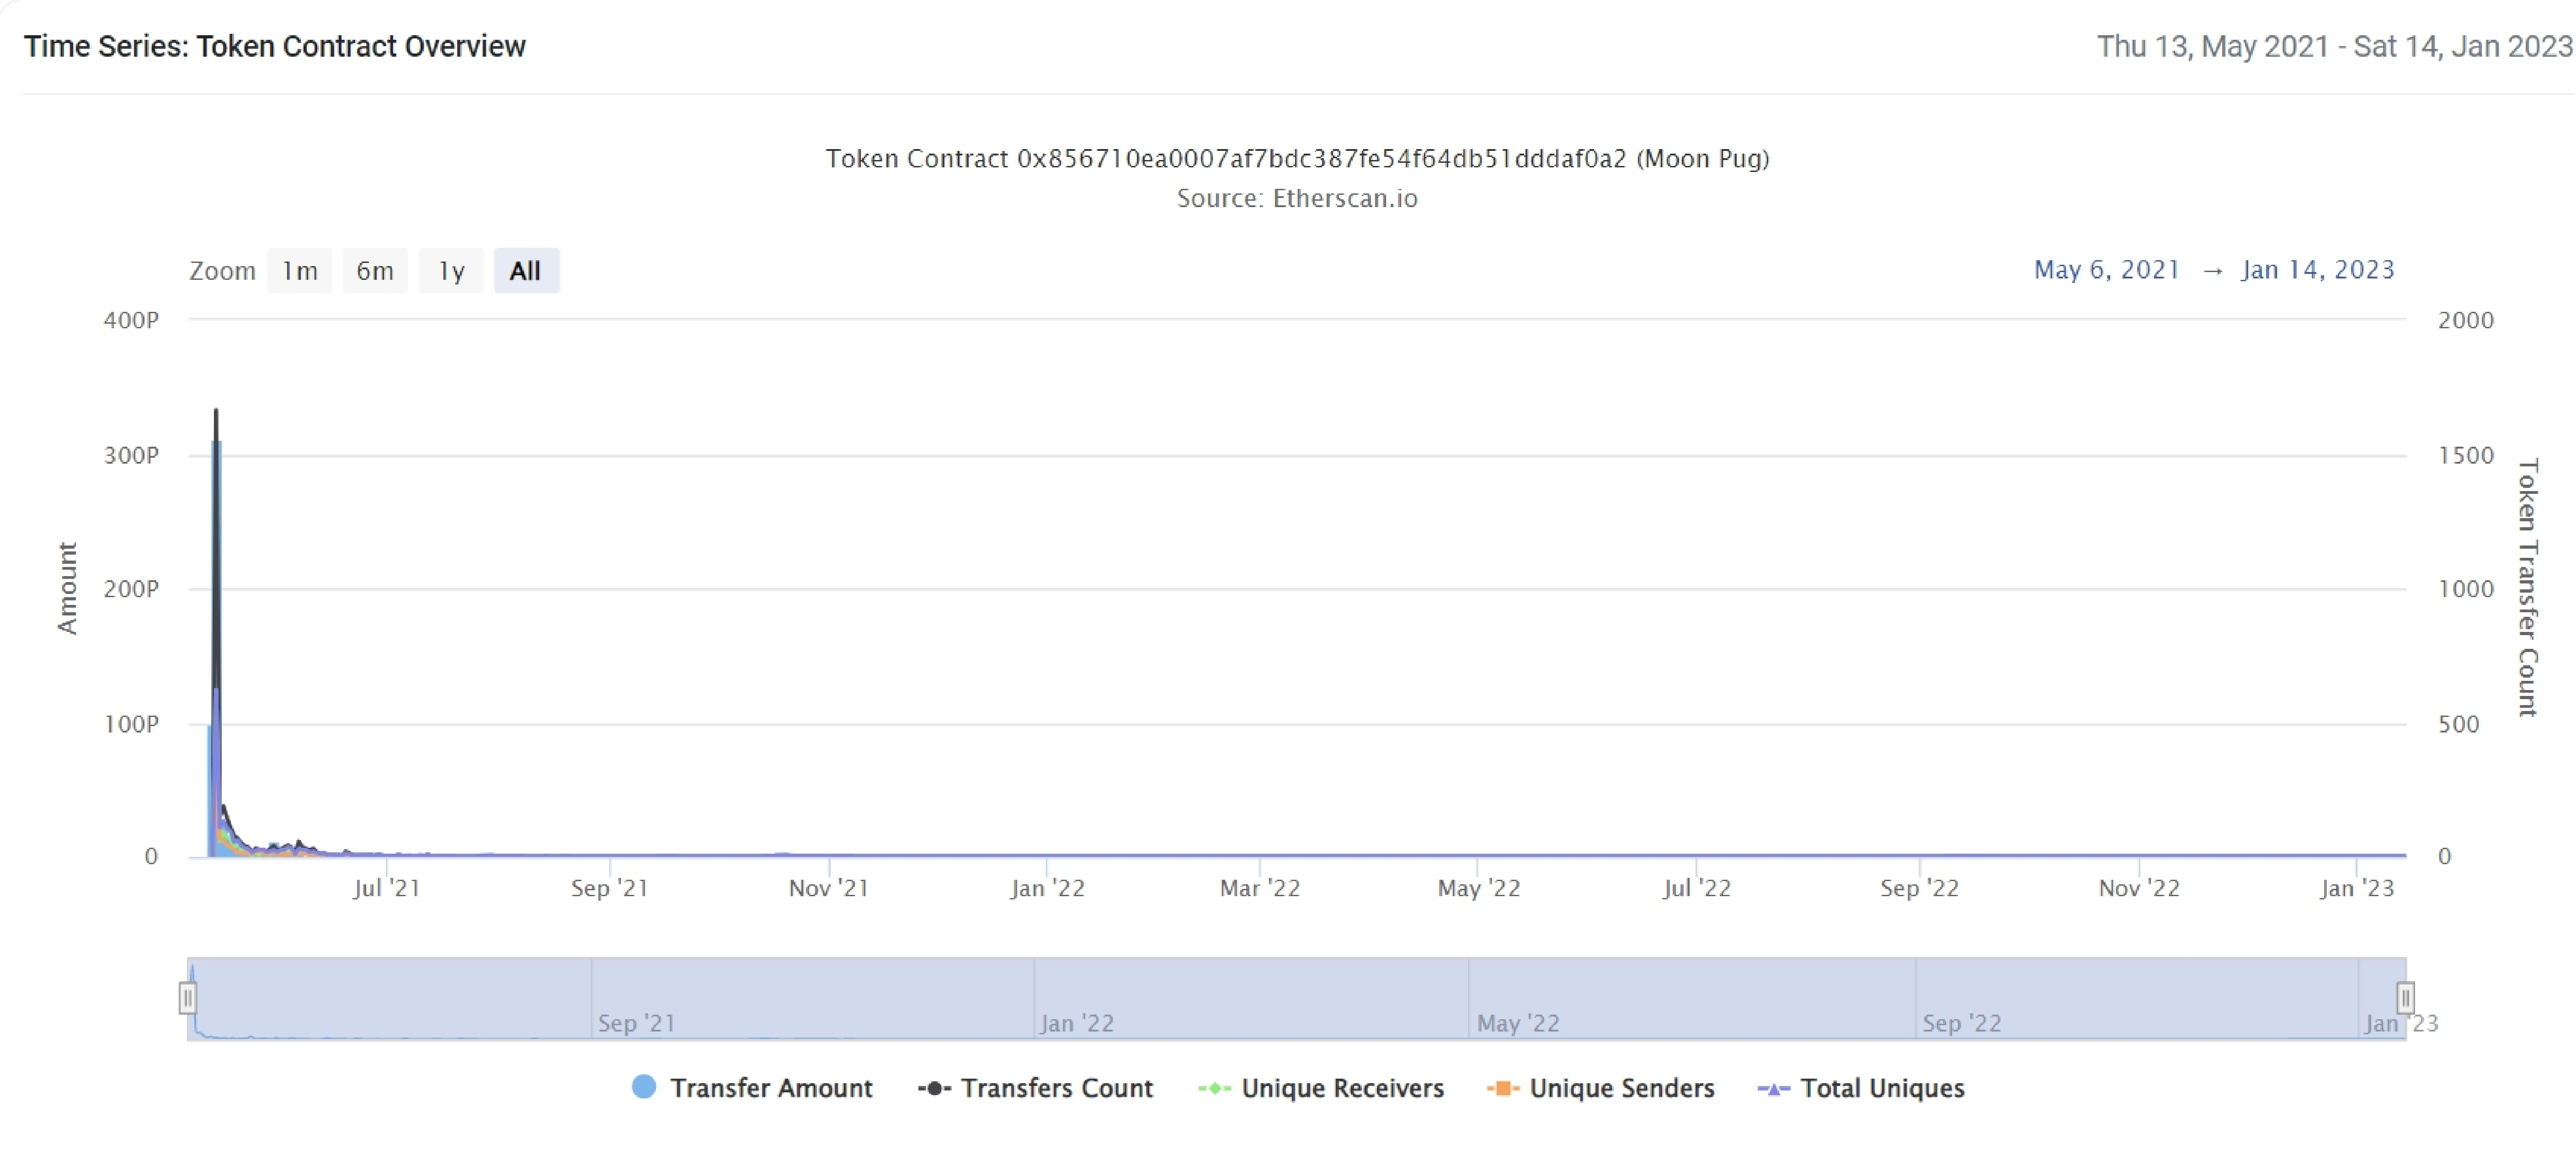 Time Series: Token Contract Overview
Thu 13, May 2021 - Sat 14, Jan 2023
Token Contract 0x856710ea0007af7bdc387fe54f64db51dddaf0a2 (Moon Pug)
Source: Etherscan.io
Zoom 1m 6m 1y All
May 6, 2021 → Jan 14, 2023
400P
300P
200P
100P
0
Amount
2000
1500
1000
500
0
Token Transfer Count
Jul '21 Sep '21 Nov '21 Jan '22 Mar '22 May '22 Jul '22 Sep '22 Nov '22 Jan '23
Sep '21 Jan '22 May '22 Sep '22 Jan '23
Transfer Amount Transfers Count Unique Receivers Unique Senders Total Uniques